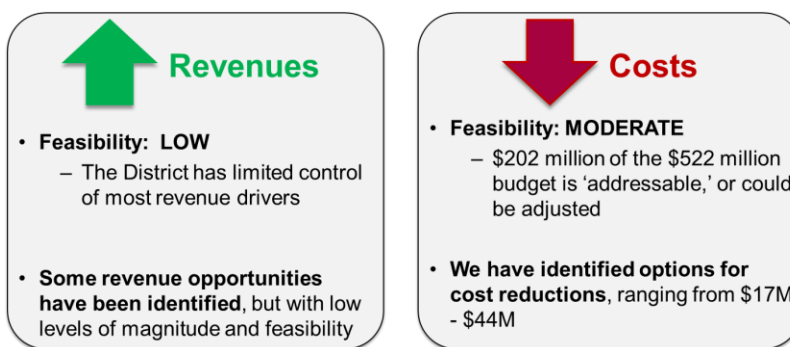 Revenues
• Feasibility: LOW
– The District has limited control
of most revenue drivers
• Some revenue opportunities
have been identified, but with low
levels of magnitude and feasibility
Costs
• Feasibility: MODERATE
– $202 million of the $522 million
budget is ‘addressable,’ or could
be adjusted
• We have identified options for
cost reductions, ranging from $17M
- $44M